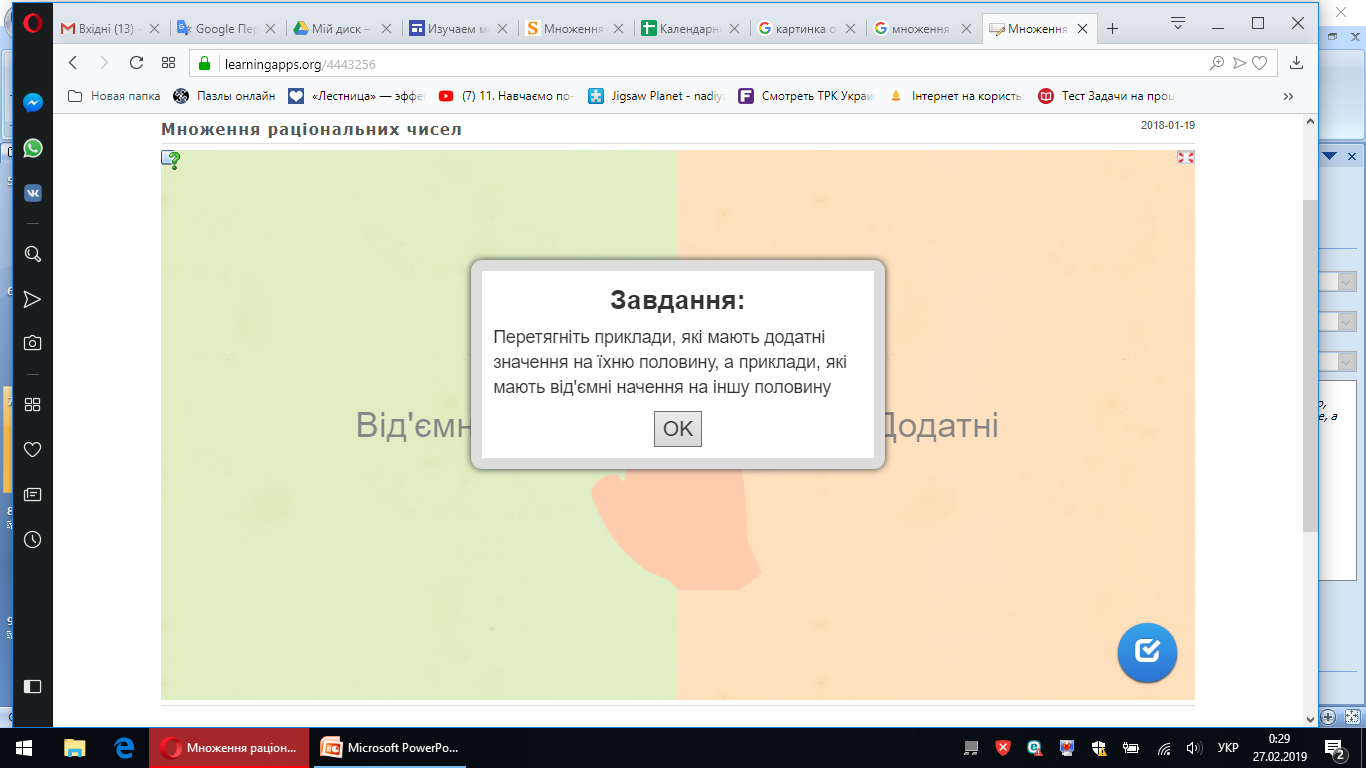 Вхідні (13) -
Google Пер
Мій диск –
Изучаем м
Множення
Календарн
картинка о
множення
Множення
learningapps.org/4443256
Новая папка
Пазлы онлайн
«Лестница» — эффе
(7) 11. Навчаємо по-
Jigsaw Planet - nadiy
Смотреть ТРК Украи
Інтернет на користь:
Тест Задачи на проц
Множення раціональних чисел
2018-01-19
Завдання:
Перетягніть приклади, які мають додатні
значення на їхню половину, а приклади, які
мають від'ємні начення на іншу половину
OK
Від'ємн
Додатні
Множення раціон...
Microsoft PowerPo...
УКР
0:29
27.02.2019
2